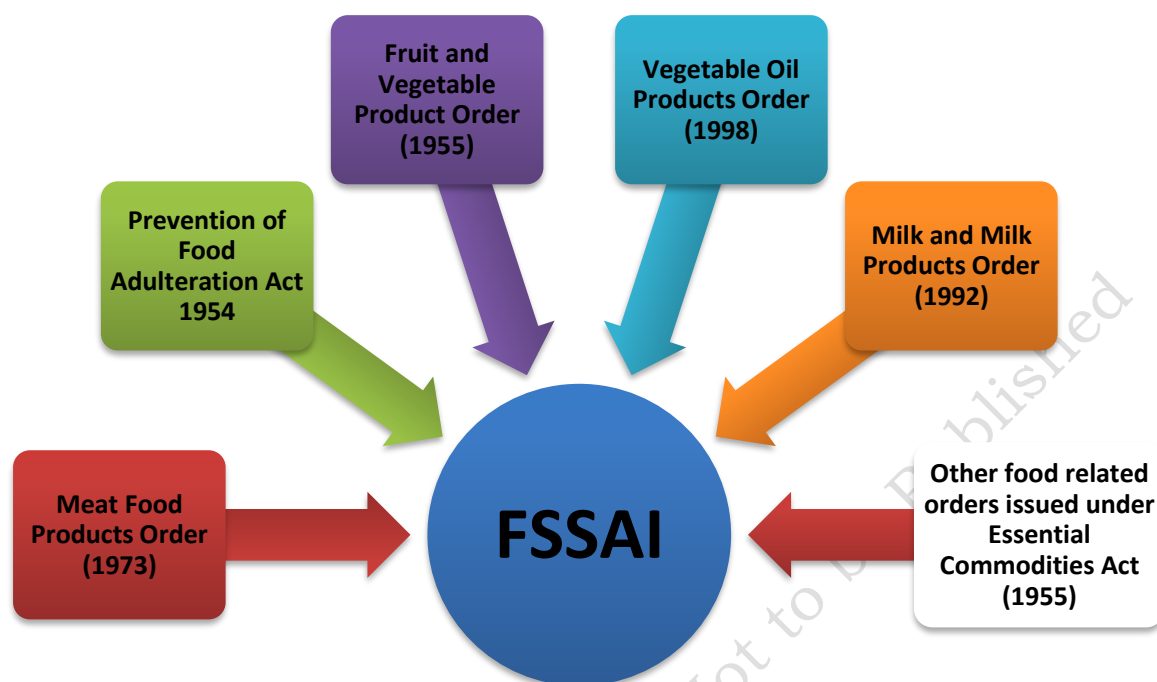 Fruit and
Vegetable
Product Order
(1955)
Vegetable Oil
Products Order
(1998)
Prevention of
Food
Adulteration Act
1954
Milk and Milk
Products Order
(1992)
Meat Food
Products Order
(1973)
FSSAI
Other food related
orders issued under
Essential
Commodities Act
(1955)